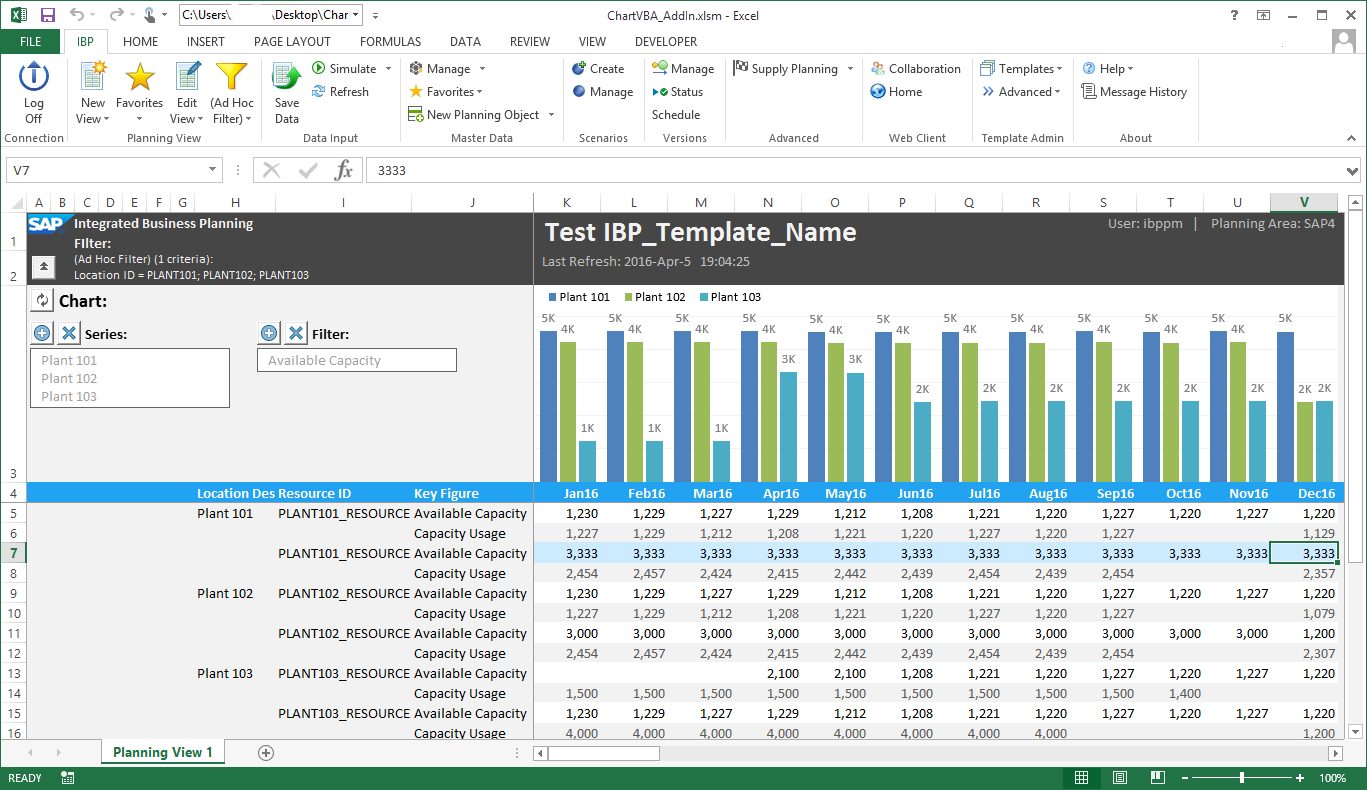 C:\Users\ \Desktop\Char
ChartVBA_AddIn.xlsm - Excel
?
FILE IBP HOME INSERT PAGE LAYOUT FORMULAS DATA REVIEW VIEW DEVELOPER
Log Off
New View
Favorites
Edit View
(Ad Hoc Filter)
Save Data
Simulate
Refresh
Manage
Favorites
New Planning Object
Create
Manage
Manage
Status
Schedule
Supply Planning
Collaboration
Home
Templates
Advanced
Help
Message History
Connection Planning View Data Input Master Data Scenarios Versions Advanced Web Client Template Admin About
V7 fx 3333
A B C D E F G H I J K L M N O P Q R S T U V
SAP Integrated Business Planning
FIlter:
(Ad Hoc Filter) (1 criteria):
Location ID = PLANT101; PLANT102; PLANT103
Test IBP_Template_Name
Last Refresh: 2016-Apr-5 19:04:25
User: ibppm | Planning Area: SAP4
1
2
Chart:
Series:
Plant 101
Plant 102
Plant 103
Filter:
Available Capacity
Plant 101 Plant 102 Plant 103
5K 4K 1K 5K 4K 1K 5K 4K 1K 5K 4K 3K 5K 4K 3K 5K 4K 2K 5K 4K 2K 5K 4K 2K 5K 4K 2K 5K 4K 2K 5K 4K 2K 5K 2K 2K
3
4 Location Des Resource ID Key Figure Jan16 Feb16 Mar16 Apr16 May16 Jun16 Jul16 Aug16 Sep16 Oct16 Nov16 Dec16
5 Plant 101 PLANT101_RESOURCE Available Capacity 1,230 1,229 1,227 1,229 1,212 1,208 1,221 1,220 1,227 1,220 1,227 1,220
6 Capacity Usage 1,227 1,229 1,212 1,208 1,221 1,220 1,227 1,220 1,227 1,129
7 PLANT101_RESOURCE Available Capacity 3,333 3,333 3,333 3,333 3,333 3,333 3,333 3,333 3,333 3,333 3,333 3,333
8 Capacity Usage 2,454 2,457 2,424 2,415 2,442 2,439 2,454 2,439 2,454 2,357
9 Plant 102 PLANT102_RESOURCE Available Capacity 1,230 1,229 1,227 1,229 1,212 1,208 1,221 1,220 1,227 1,220 1,227 1,220
10 Capacity Usage 1,227 1,229 1,212 1,208 1,221 1,220 1,227 1,220 1,227 1,079
11 PLANT102_RESOURCE Available Capacity 3,000 3,000 3,000 3,000 3,000 3,000 3,000 3,000 3,000 3,000 3,000 1,200
12 Capacity Usage 2,454 2,457 2,424 2,415 2,442 2,439 2,454 2,439 2,454 2,307
13 Plant 103 PLANT103_RESOURCE Available Capacity 2,100 2,100 1,208 1,221 1,220 1,227 1,220 1,227 1,220
14 Capacity Usage 1,500 1,500 1,500 1,500 1,500 1,500 1,500 1,500 1,500 1,400
15 PLANT103_RESOURCE Available Capacity 1,230 1,229 1,227 1,229 1,212 1,208 1,221 1,220 1,227 1,220 1,227 1,220
16 Capacity Usage 4,000 4,000 4,000 4,000 4,000 4,000 4,000 4,000 1,200
Planning View 1
READY 100%